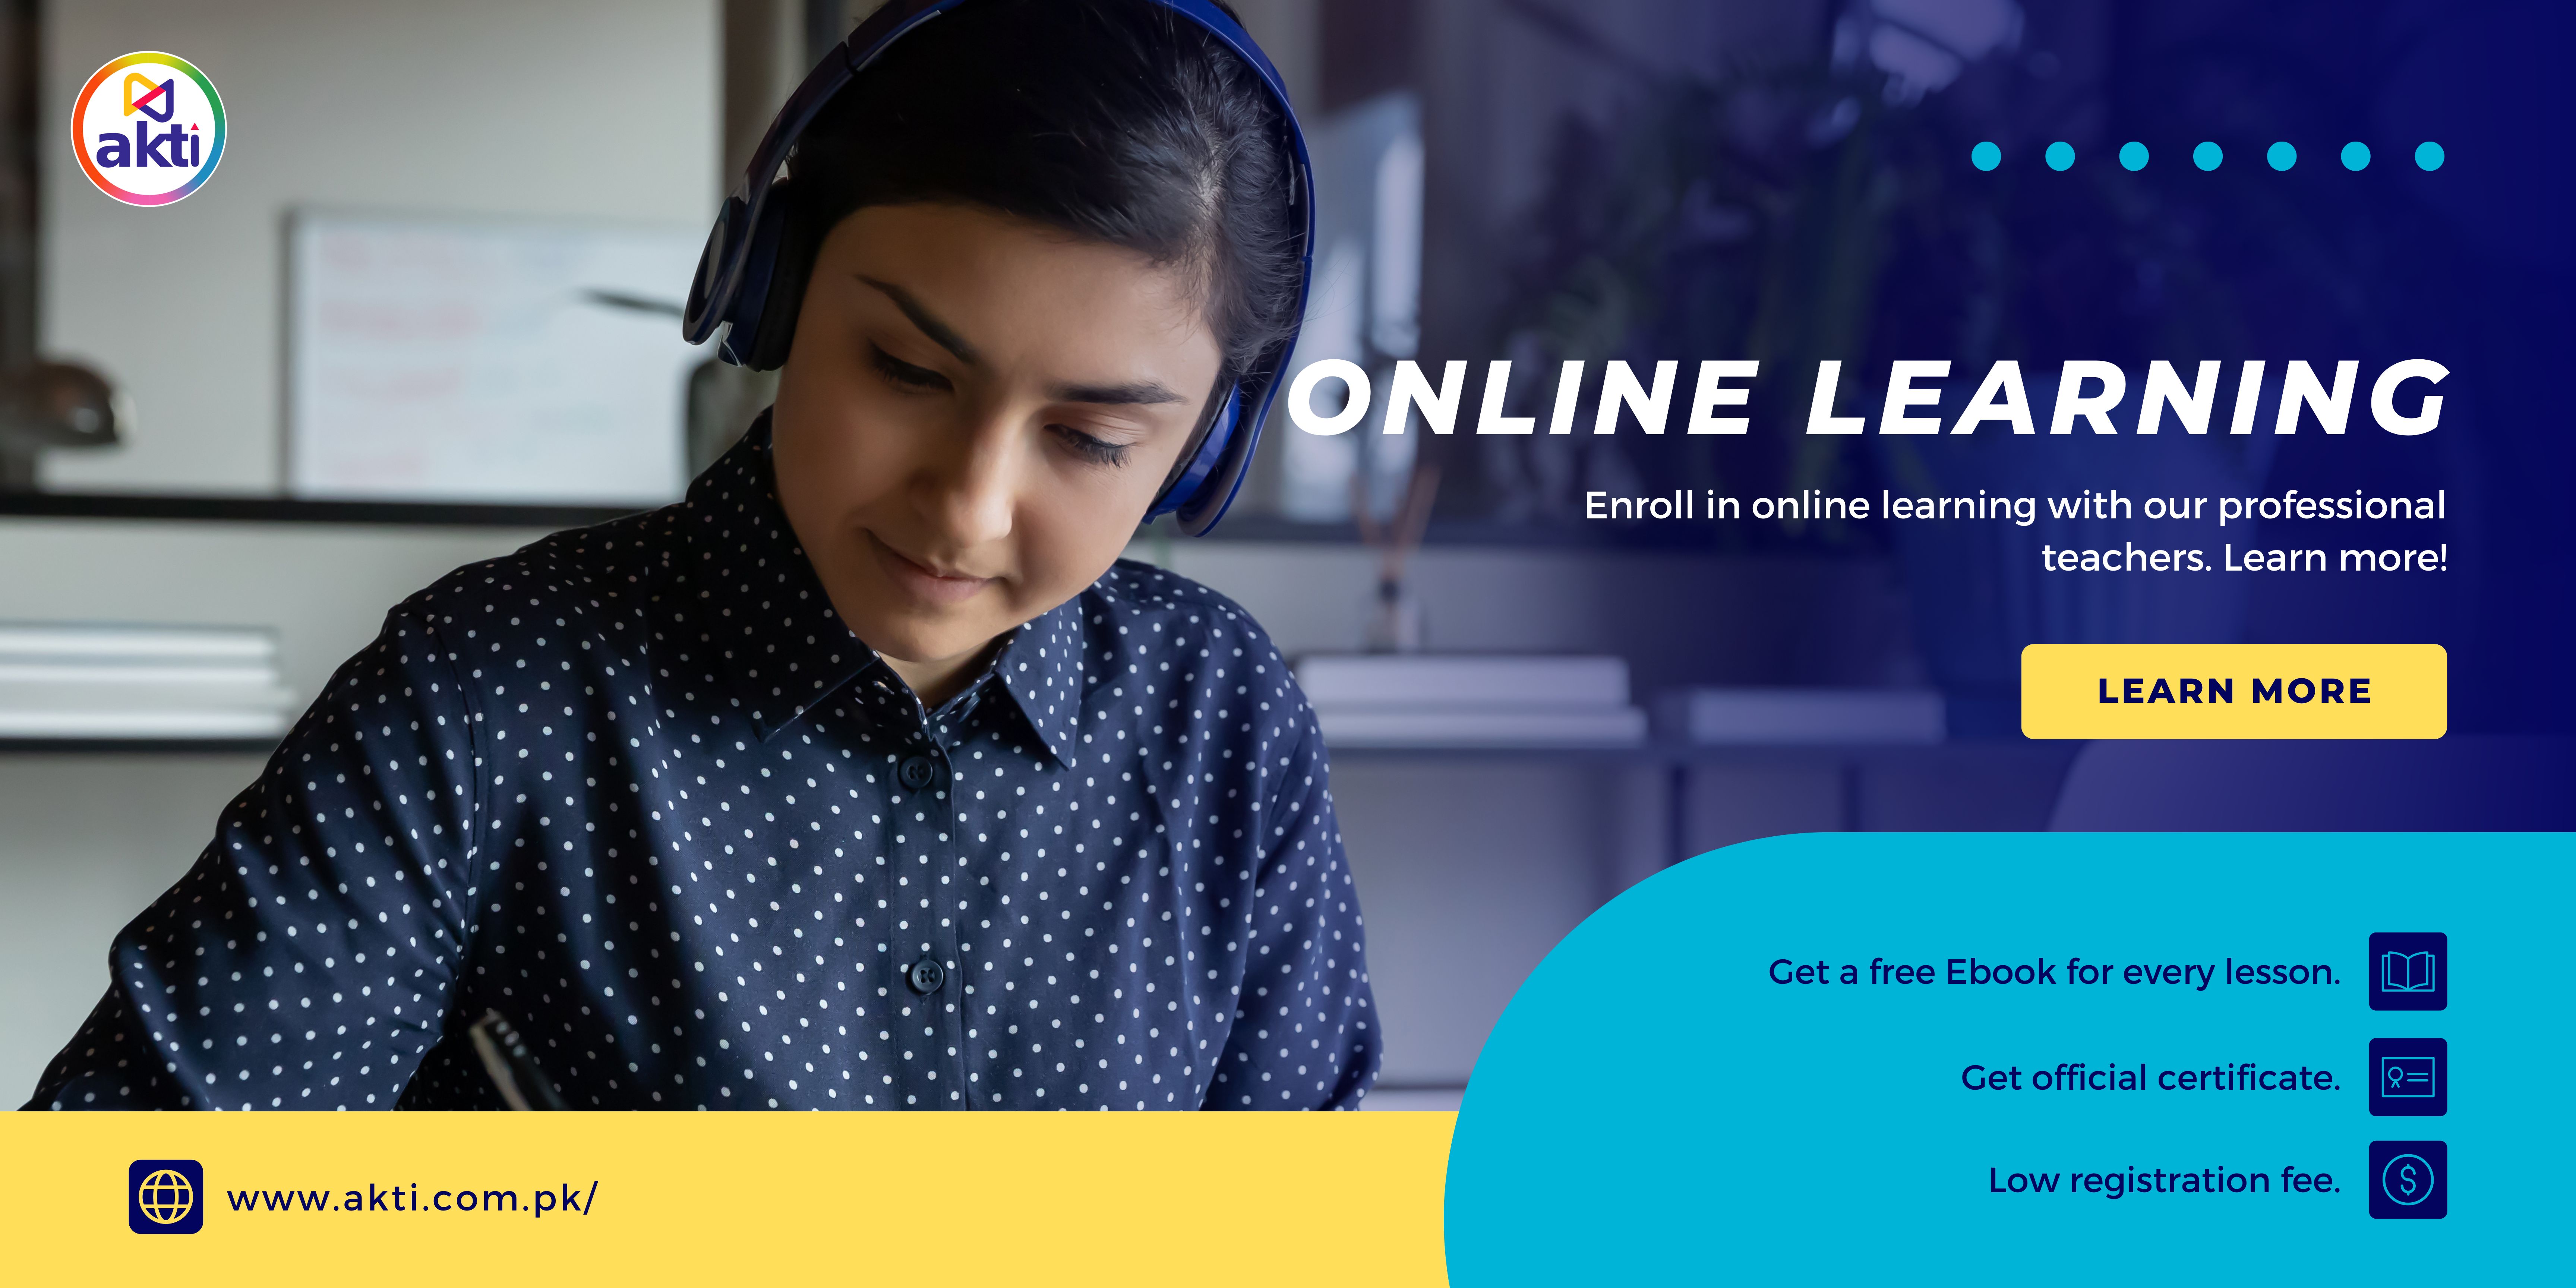 akti
ONLINE LEARNING
Enroll in online learning with our professional
teachers. Learn more!
LEARN MORE
Get a free Ebook for every lesson.
Get official certificate.
Low registration fee.
www.akti.com.pk/